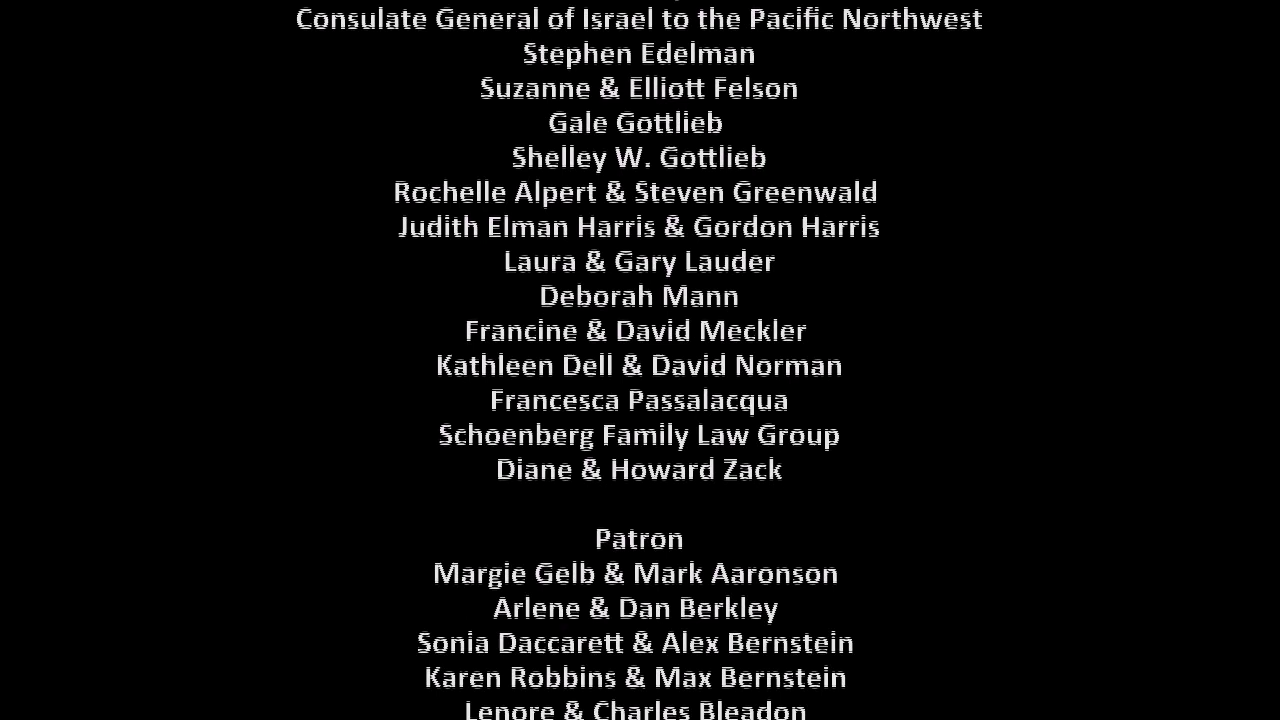 Consulate General of Israel to the Pacific Northwest
Stephen Edelman
Suzanne & Elliott Felson
Gale Gottlieb
Shelley W. Gottlieb
Rochelle Alpert & Steven Greenwald
Judith Elman Harris & Gordon Harris
Laura & Gary Lauder
Deborah Mann
Francine & David Meckler
Kathleen Dell & David Norman
Francesca Passalacqua
Schoenberg Family Law Group
Diane & Howard Zack
Patron
Margie Gelb & Mark Aaronson
Arlene & Dan Berkley
Sonia Daccarett & Alex Bernstein
Karen Robbins & Max Bernstein
Lenore & Charles Bleadon